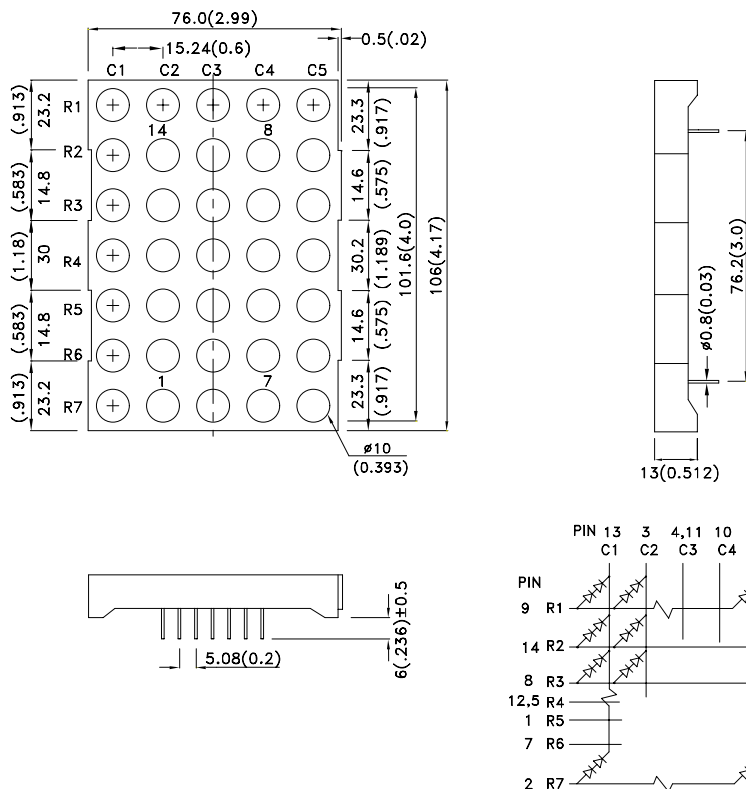 76.0(2.99)
15.24(0.6)
0.5(.02)
C1 C2 C3 C4 C5
R1
R2
R3
R4
R5
R6
R7
14 8
1 7
(.913)
23.2
(.583)
14.8
(1.18)
30
(.583)
14.8
(.913)
23.2
23.3
(.917)
14.6
(.575)
30.2
(1.189)
14.6
(.575)
23.3
(.917)
101.6(4.0)
106(4.17)
ø10
(0.393)
76.2(3.0)
ø0.8(0.03)
13(0.512)
5.08(0.2)
6(.236)±0.5
PIN 13 3 4,11 10
C1 C2 C3 C4
PIN
9 R1
14 R2
8 R3
12,5 R4
1 R5
7 R6
2 R7